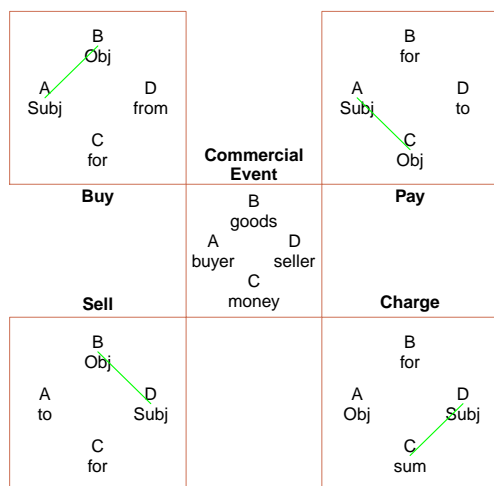 B
Obj
A
Subj
D
from
C
for
Buy
Commercial
Event
B
for
A
Subj
D
to
C
Obj
Pay
B
goods
A
buyer
D
seller
C
money
Sell
B
Obj
A
to
D
Subj
C
for
Charge
B
for
A
Obj
D
Subj
C
sum